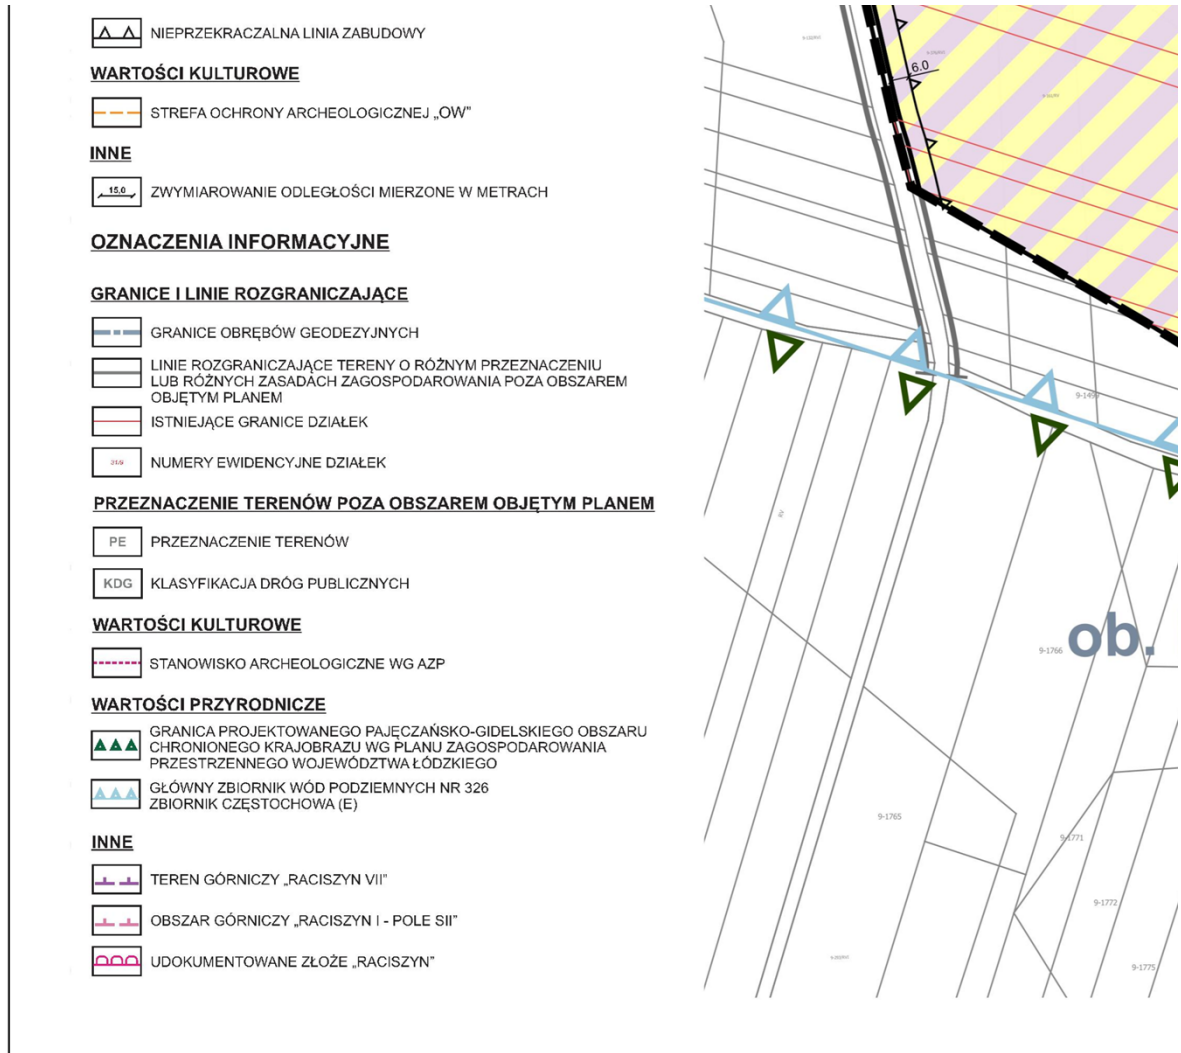 NIEPRZEKRACZALNA LINIA ZABUDOWY
WARTOŚCI KULTUROWE
STREFA OCHRONY ARCHEOLOGICZNEJ „OW”
INNE
15,0
ZWYMIAROWANIE ODLEGŁOŚCI MIERZONE W METRACH
OZNACZENIA INFORMACYJNE
GRANICE I LINIE ROZGRANICZAJĄCE
GRANICE OBRĘBÓW GEODEZYJNYCH
LINIE ROZGRANICZAJĄCE TERENY O RÓŻNYM PRZEZNACZENIU
LUB RÓŻNYCH ZASADACH ZAGOSPODAROWANIA POZA OBSZAREM
OBJĘTYM PLANEM
ISTNIEJĄCE GRANICE DZIAŁEK
NUMERY EWIDENCYJNE DZIAŁEK
PRZEZNACZENIE TERENÓW POZA OBSZAREM OBJĘTYM PLANEM
PE
PRZEZNACZENIE TERENÓW
KDG
KLASYFIKACJA DRÓG PUBLICZNYCH
WARTOŚCI KULTUROWE
STANOWISKO ARCHEOLOGICZNE WG AZP
WARTOŚCI PRZYRODNICZE
GRANICA PROJEKTOWANEGO PAJĘCZAŃSKO-GIDELSKIEGO OBSZARU
CHRONIONEGO KRAJOBRAZU WG PLANU ZAGOSPODAROWANIA
PRZESTRZENNEGO WOJEWÓDZTWA ŁÓDZKIEGO
GŁÓWNY ZBIORNIK WÓD PODZIEMNYCH NR 326
ZBIORNIK CZĘSTOCHOWA (E)
INNE
TEREN GÓRNICZY „RACISZYN VII”
OBSZAR GÓRNICZY „RACISZYN I - POLE SII”
UDOKUMENTOWANE ZŁOŻE „RACISZYN”
6.0
9-1499
RV
9-1766
ob.
9-1765
9-1771
9-1772
9-1775